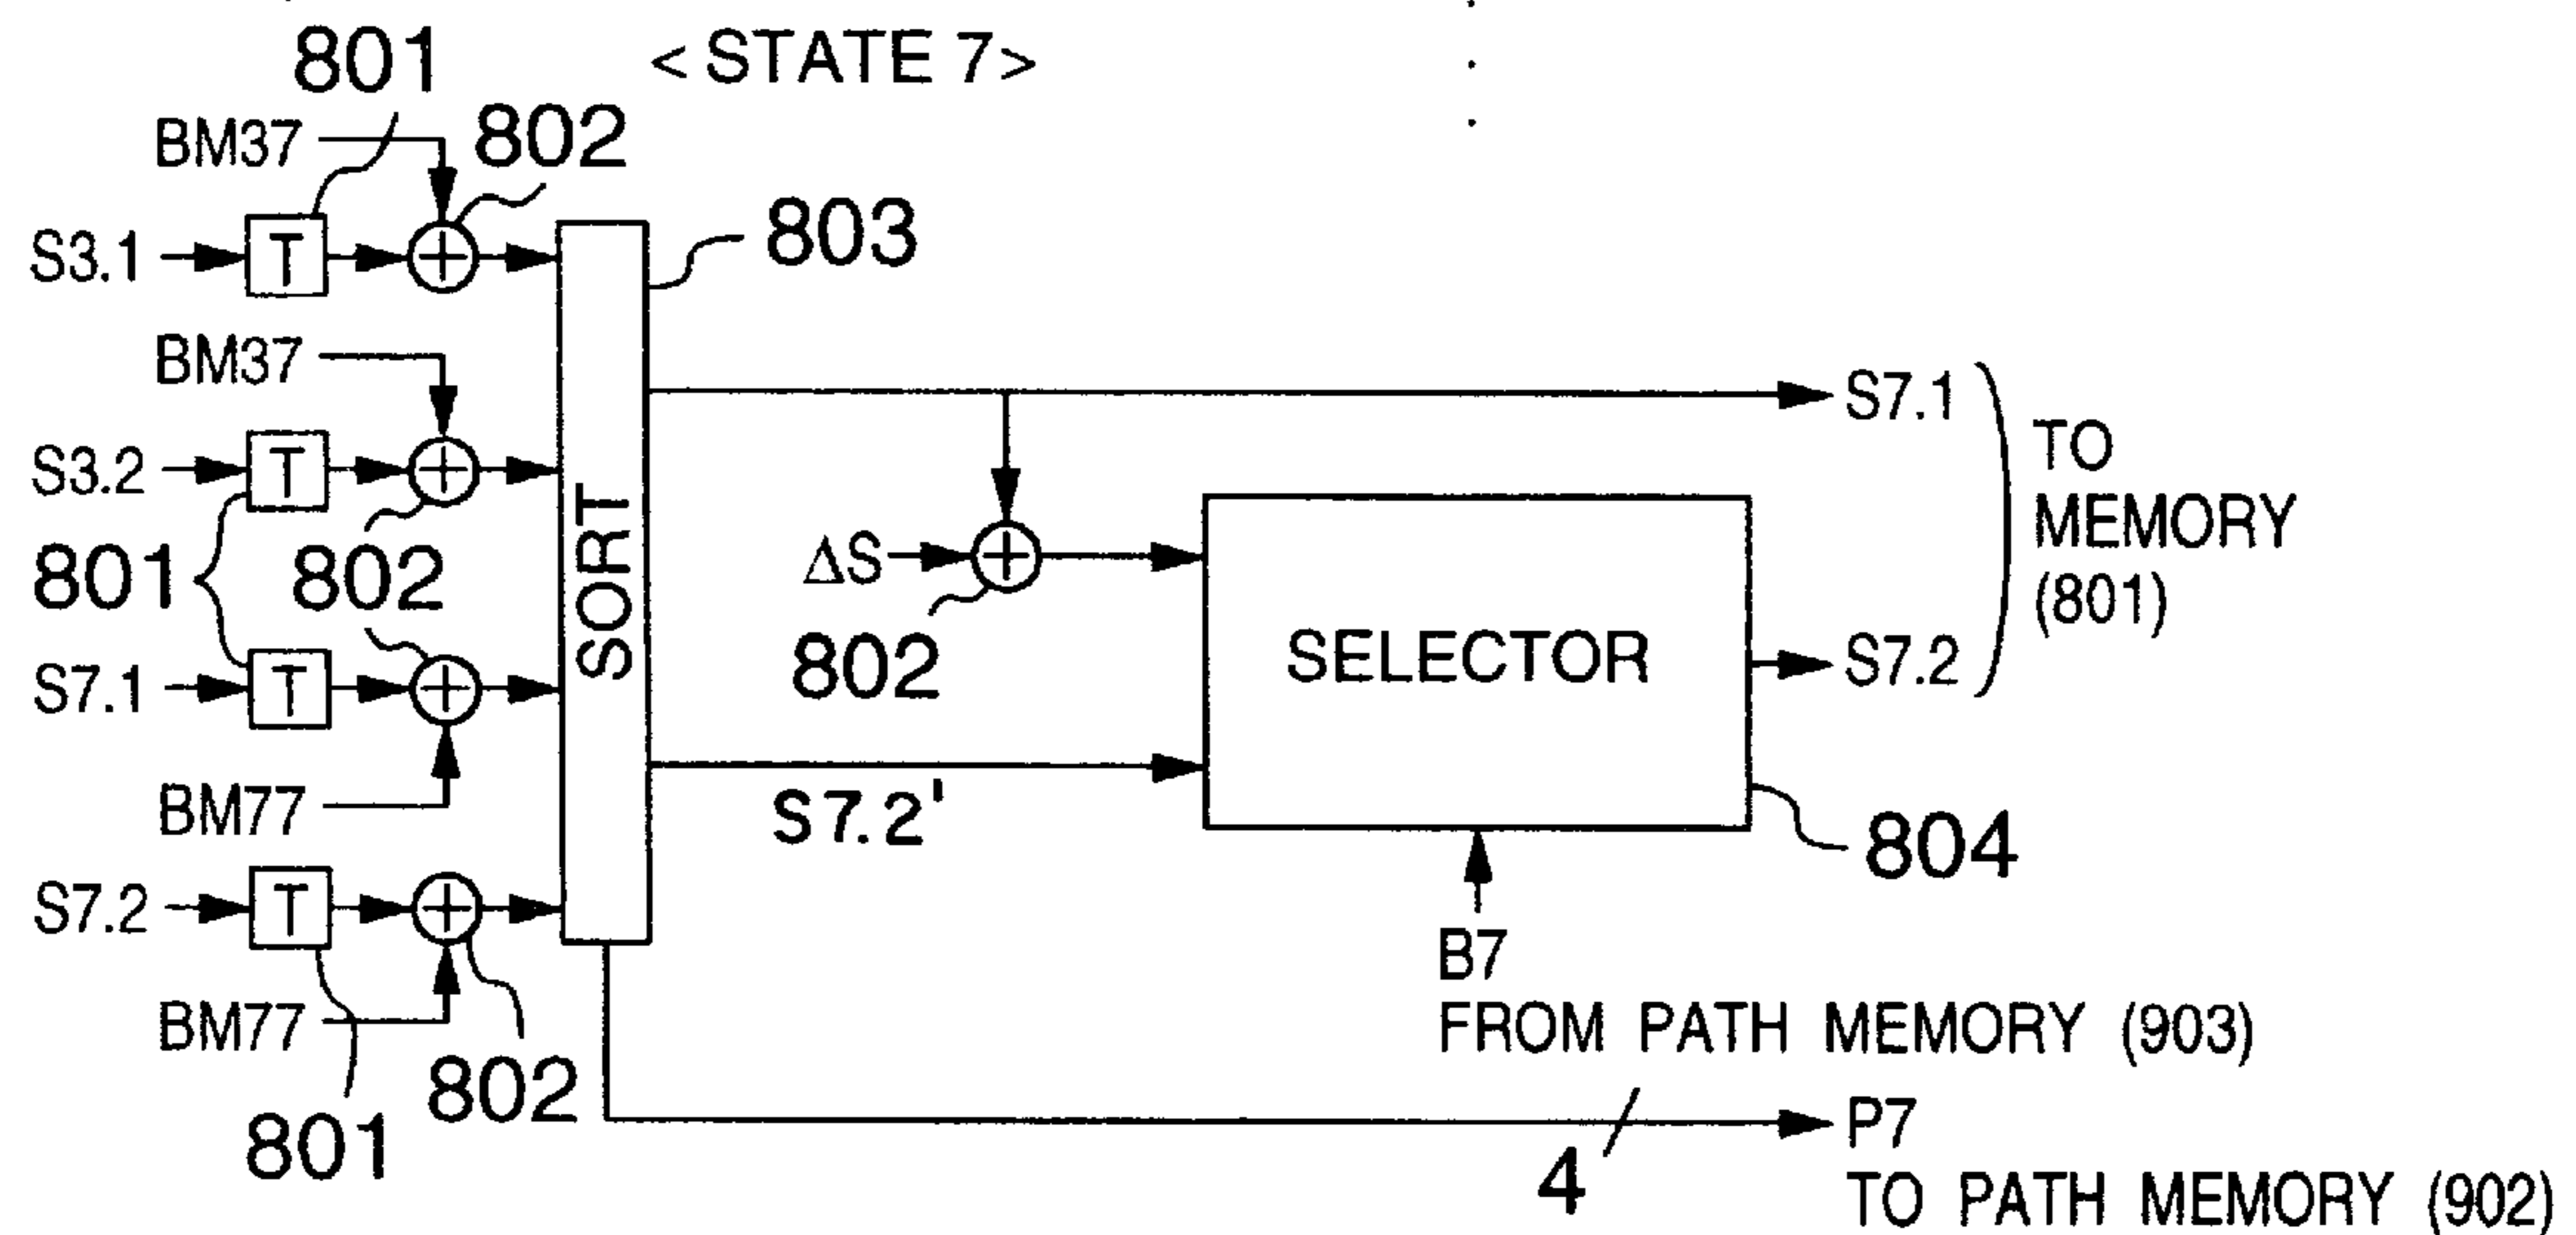 801
< STATE 7>
BM37
802
S3.1
T
803
BM37
S3.2
T
SORT
S7.1
TO
MEMORY
(801)
801
802
ΔS
802
SELECTOR
S7.1
T
S7.2
BM77
S7.2'
804
S7.2
T
B7
FROM PATH MEMORY (903)
BM77
802
801
4
P7
TO PATH MEMORY (902)